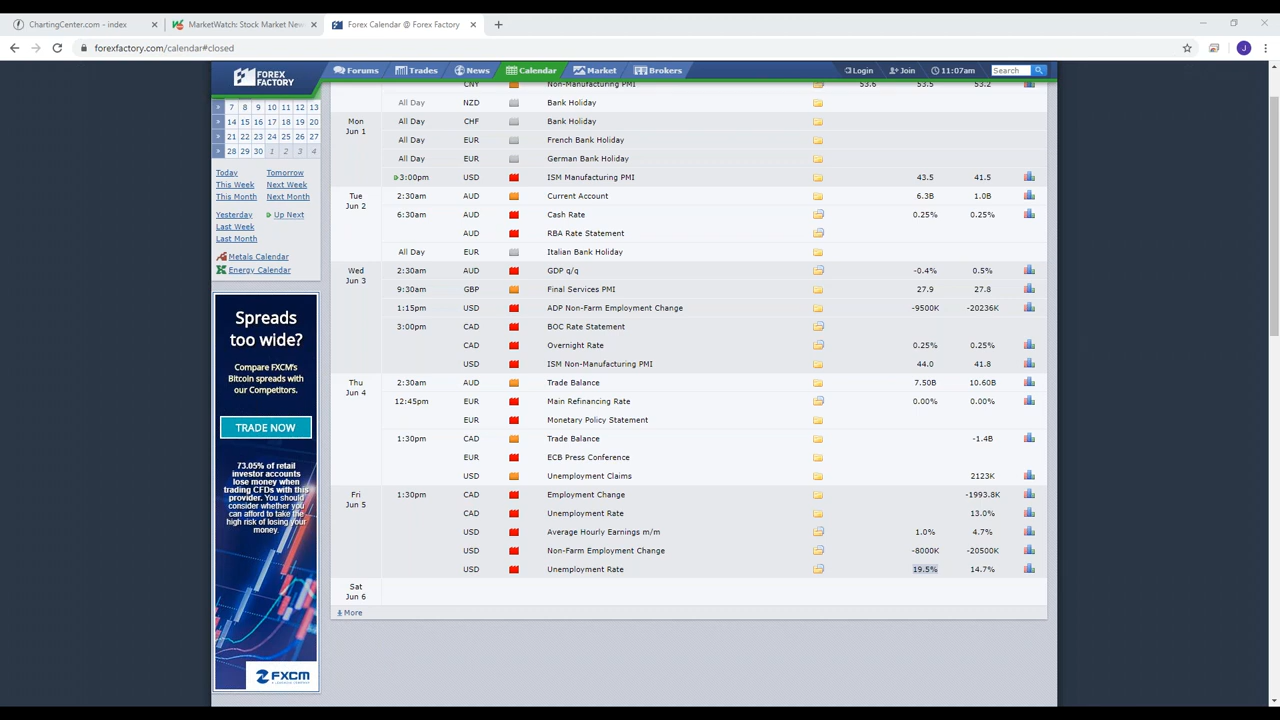 ChartingCenter.com - index
MarketWatch: Stock Market New
Forex Calendar @ Forex Factory
forexfactory.com/calendar#closed
J
FOREX FACTORY
Forums Trades News Calendar Market Brokers Login Join 11:07am Search
7 8 9 10 11 12 13
14 15 16 17 18 19 20
21 22 23 24 25 26 27
28 29 30 1 2 3 4
Today Tomorrow
This Week Next Week
This Month Next Month
Yesterday Up Next
Last Week
Last Month
Metals Calendar
Energy Calendar
Spreads
too wide?
Compare FXCM's
Bitcoin spreads with
our Competitors.
TRADE NOW
73.05% of retail
investor accounts
lose money when
trading CFDs with this
provider. You should
consider whether you
can afford to take the
high risk of losing your
money.
FXCM
CNY Non-Manufacturing PMI 53.6 53.5 53.2
All Day NZD Bank Holiday
Mon Jun 1 All Day CHF Bank Holiday
All Day EUR French Bank Holiday
All Day EUR German Bank Holiday
3:00pm USD ISM Manufacturing PMI 43.5 41.5
Tue Jun 2 2:30am AUD Current Account 6.3B 1.0B
6:30am AUD Cash Rate 0.25% 0.25%
AUD RBA Rate Statement
All Day EUR Italian Bank Holiday
Wed Jun 3 2:30am AUD GDP q/q -0.4% 0.5%
9:30am GBP Final Services PMI 27.9 27.8
1:15pm USD ADP Non-Farm Employment Change -9500K -20236K
3:00pm CAD BOC Rate Statement
CAD Overnight Rate 0.25% 0.25%
USD ISM Non-Manufacturing PMI 44.0 41.8
Thu Jun 4 2:30am AUD Trade Balance 7.50B 10.60B
12:45pm EUR Main Refinancing Rate 0.00% 0.00%
EUR Monetary Policy Statement
1:30pm CAD Trade Balance -1.4B
EUR ECB Press Conference
USD Unemployment Claims 2123K
Fri Jun 5 1:30pm CAD Employment Change -1993.8K
CAD Unemployment Rate 13.0%
USD Average Hourly Earnings m/m 1.0% 4.7%
USD Non-Farm Employment Change -8000K -20500K
USD Unemployment Rate 19.5% 14.7%
Sat Jun 6
More